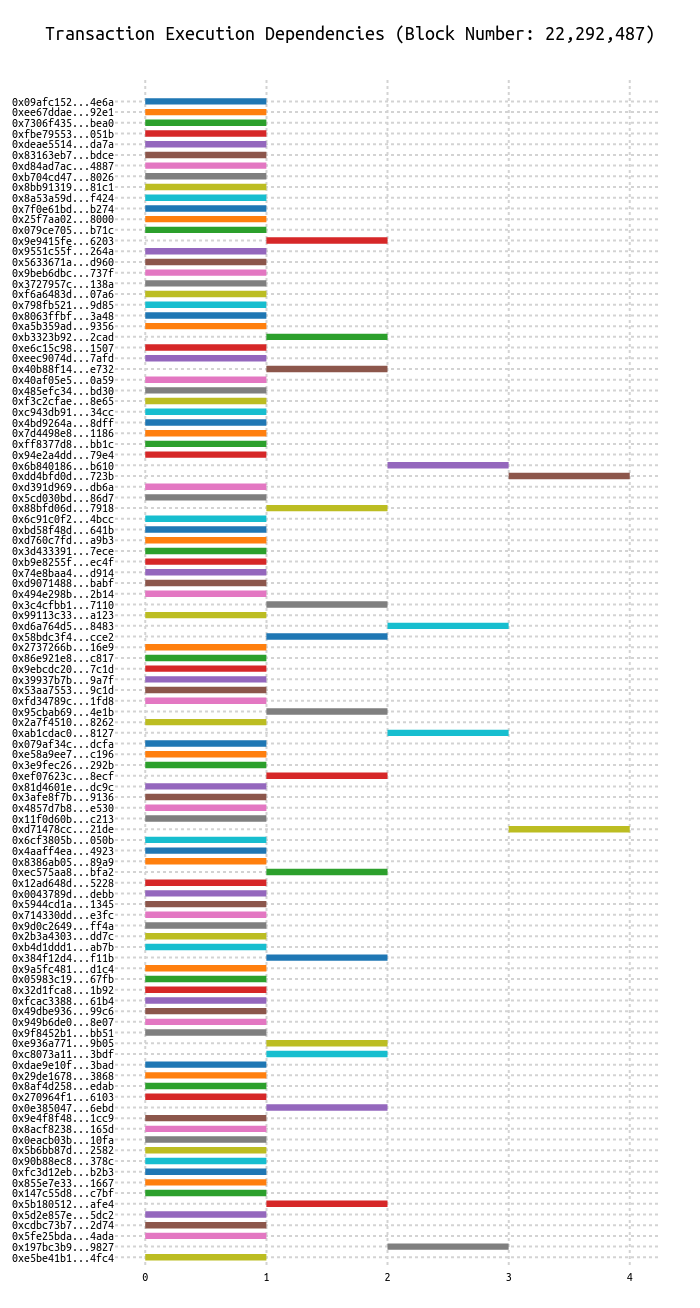 Transaction Execution Dependencies (Block Number: 22,292,487)
0x09afc152...4e6a
0xee67ddae...92e1
0x7306f435...bea0
0xfbe79553...051b
0xdeae5514...da7a
0x83163eb7...bdce
0xd84ad7ac...4887
0xb704cd47...8026
0x8bb91319...81c1
0x8a53a59d...f424
0x7f0e61bd...b274
0x25f7aa02...8000
0x079ce705...b71c
0x9e9415fe...6203
0x9551c55f...264a
0x5633671a...d960
0x9beb6dbc...737f
0x3727957c...138a
0xf6a6483d...07a6
0x798fb521...9d85
0x8063ffbf...3a48
0xa5b359ad...9356
0xb3323b92...2cad
0xe6c15c98...1507
0xeec9074d...7afd
0x40b88f14...e732
0x40af05e5...0a59
0x485efc34...bd30
0xf3c2cfae...8e65
0xc943db91...34cc
0x4bd9264a...8dff
0x7d4498e8...1186
0xff8377d8...bb1c
0x94e2a4dd...79e4
0x6b840186...b610
0xdd4bfd0d...723b
0xd391d969...db6a
0x5cd030bd...86d7
0x88bfd06d...7918
0x6c91c0f2...4bcc
0xbd58f48d...641b
0xd760c7fd...a9b3
0x3d433391...7ece
0xb9e8255f...ec4f
0x74e8baa4...d914
0xd9071488...babf
0x494e298b...2b14
0x3c4cfbb1...7110
0x99113c33...a123
0xd6a764d5...8483
0x58bdc3f4...cce2
0x2737266b...16e9
0x86e921e8...c817
0x9ebcdc20...7c1d
0x39937b7b...9a7f
0x53aa7553...9c1d
0xfd34789c...1fd8
0x95cbab69...4e1b
0x2a7f4510...8262
0xab1cdac0...8127
0x079af34c...dcfa
0xe58a9ee7...c196
0x3e9fec26...292b
0xef07623c...8ecf
0x81d4601e...dc9c
0x3afe8f7b...9136
0x4857d7b8...e530
0x11f0d60b...c213
0xd71478cc...21de
0x6cf3805b...050b
0x4aaff4ea...4923
0x8386ab05...89a9
0xec575aa8...bfa2
0x12ad648d...5228
0x0043789d...debb
0x5944cd1a...1345
0x714330dd...e3fc
0x9d0c2649...ff4a
0x2b3a4303...dd7c
0xb4d1ddd1...ab7b
0x384f12d4...f11b
0x9a5fc481...d1c4
0x05983c19...67fb
0x32d1fca8...1b92
0xfcac3388...61b4
0x49dbe936...99c6
0x949b6de0...8e07
0x9f8452b1...bb51
0xe936a771...9b05
0xc8073a11...3bdf
0xdae9e10f...3bad
0x29de1678...3868
0x8af4d258...edab
0x270964f1...6103
0x0e385047...6ebd
0x9e4f8f48...1cc9
0x8acf8238...165d
0x0eacb03b...10fa
0x5b6bb87d...2582
0x90b88ec8...378c
0xfc3d12eb...b2b3
0x855e7e33...1667
0x147c55d8...c7bf
0x5b180512...afe4
0x5d2e857e...5dc2
0xcdbc73b7...2d74
0x5fe25bda...4ada
0x197bc3b9...9827
0xe5be41b1...4fc4
0 1 2 3 4